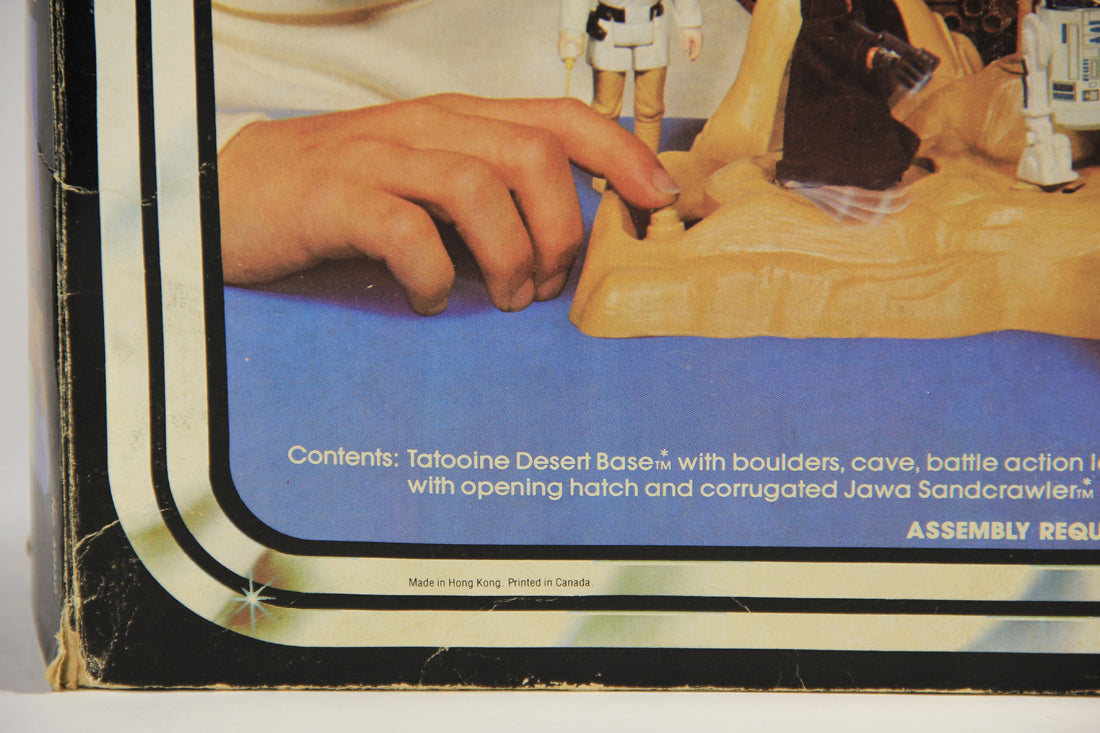 Contents: Tatooine Desert Base™* with boulders, cave, battle action
with opening hatch and corrugated Jawa Sandcrawler™*
ASSEMBLY
Made in Hong Kong. Printed in Canada.